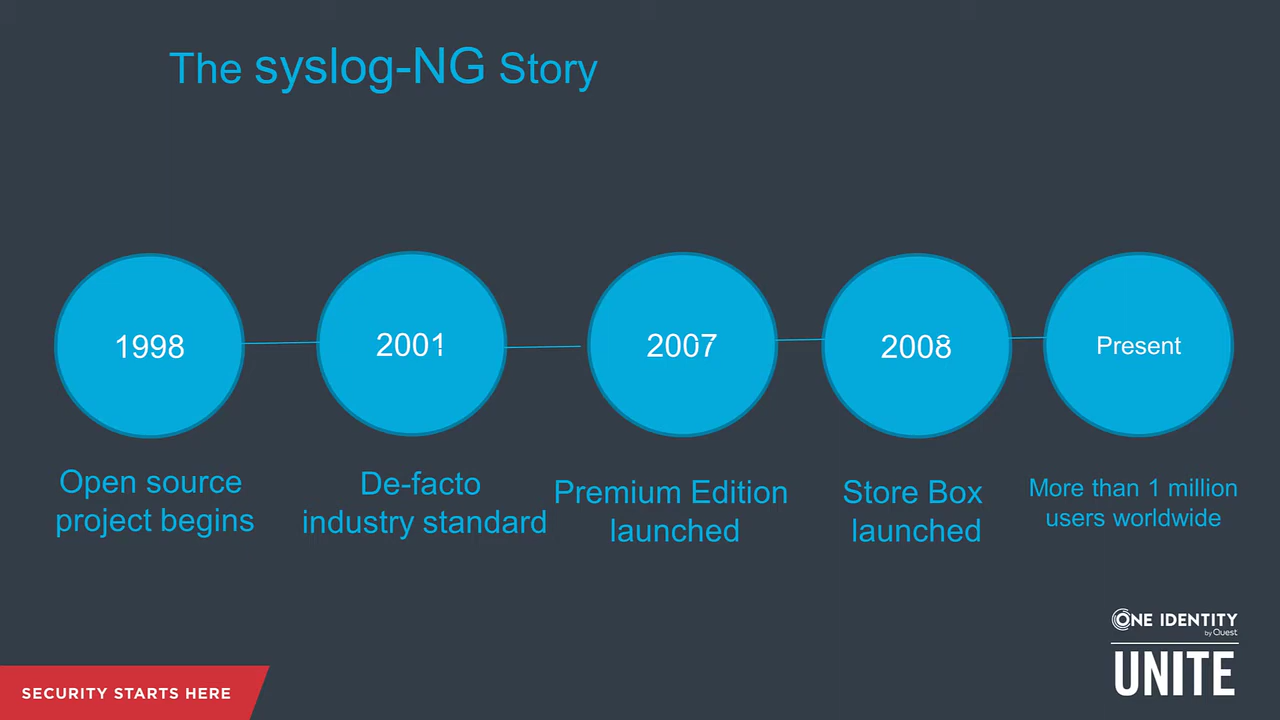 The syslog-NG Story
1998
2001
2007
2008
Present
Open source
project begins
De-facto
industry standard
Premium Edition
launched
Store Box
launched
More than 1 million
users worldwide
SECURITY STARTS HERE
ONE IDENTITY
by Quest
UNITE